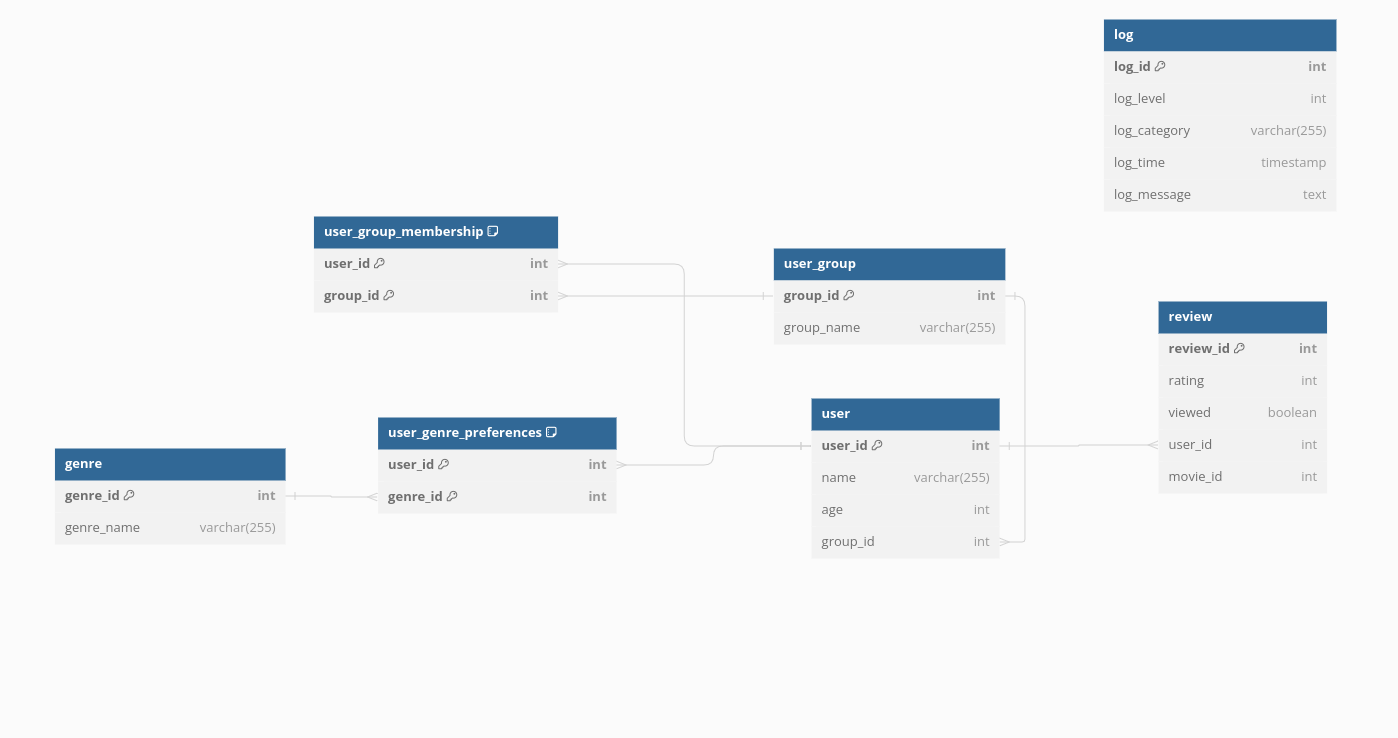 log
log_id int
log_level int
log_category varchar(255)
log_time timestamp
log_message text
user_group_membership
user_id int
group_id int
user_group
group_id int
group_name varchar(255)
review
review_id int
rating int
viewed boolean
user_id int
movie_id int
user
user_id int
name varchar(255)
age int
group_id int
user_genre_preferences
user_id int
genre_id int
genre
genre_id int
genre_name varchar(255)